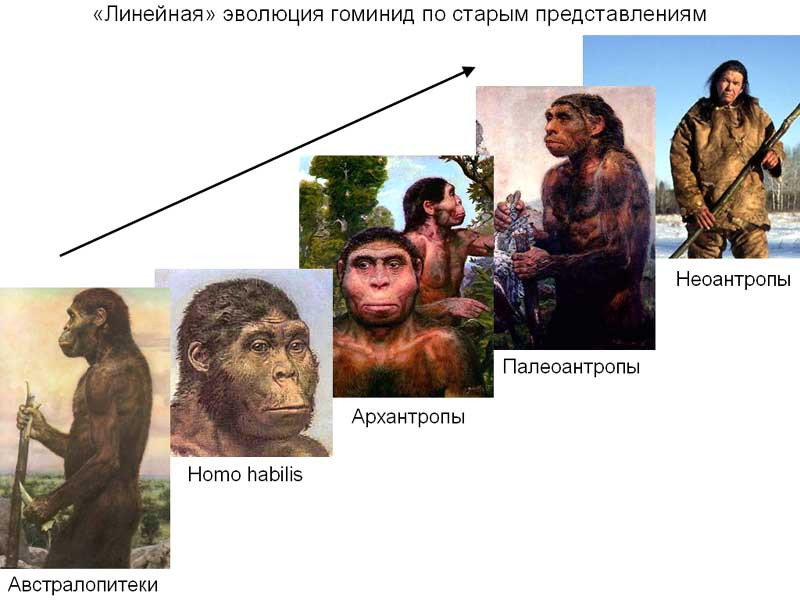 «Линейная» эволюция гоминид по старым представлениям
Неоантропы
Палеоантропы
Архантропы
Homo habilis
Австралопитеки